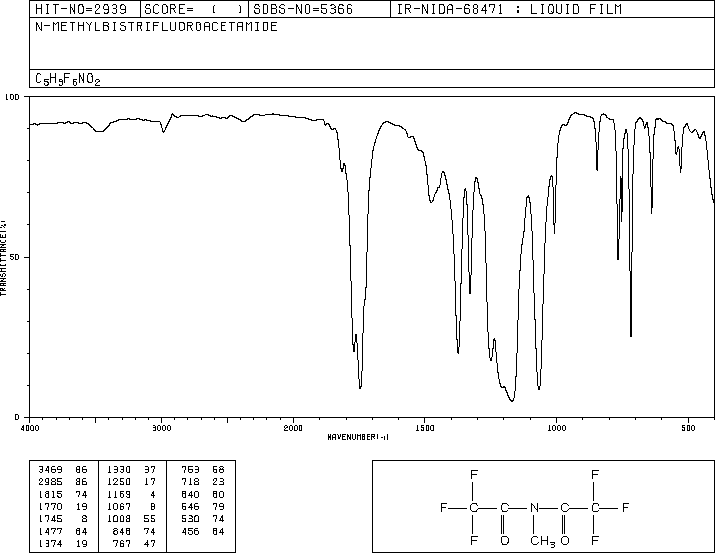 HIT-NO=2939 SCORE= ( ) SDBS-NO=5366 IR-NIDA-68471 : LIQUID FILM
N-METHYLBISTRIFLUOROACETAMIDE
C5H3F6NO2
100
50
0
TRANSMITTANCE(%)
4000 3000 2000 1500 1000 500
WAVENUMBER(-1)
3469 86 1330 37 753 68
2985 86 1250 17 718 23
1815 74 1169 4 640 60
1770 19 1067 8 546 79
1745 8 1008 55 530 74
1477 64 848 74 456 84
1374 19 767 47
F F
F C C N C C F
F O CH3 O F